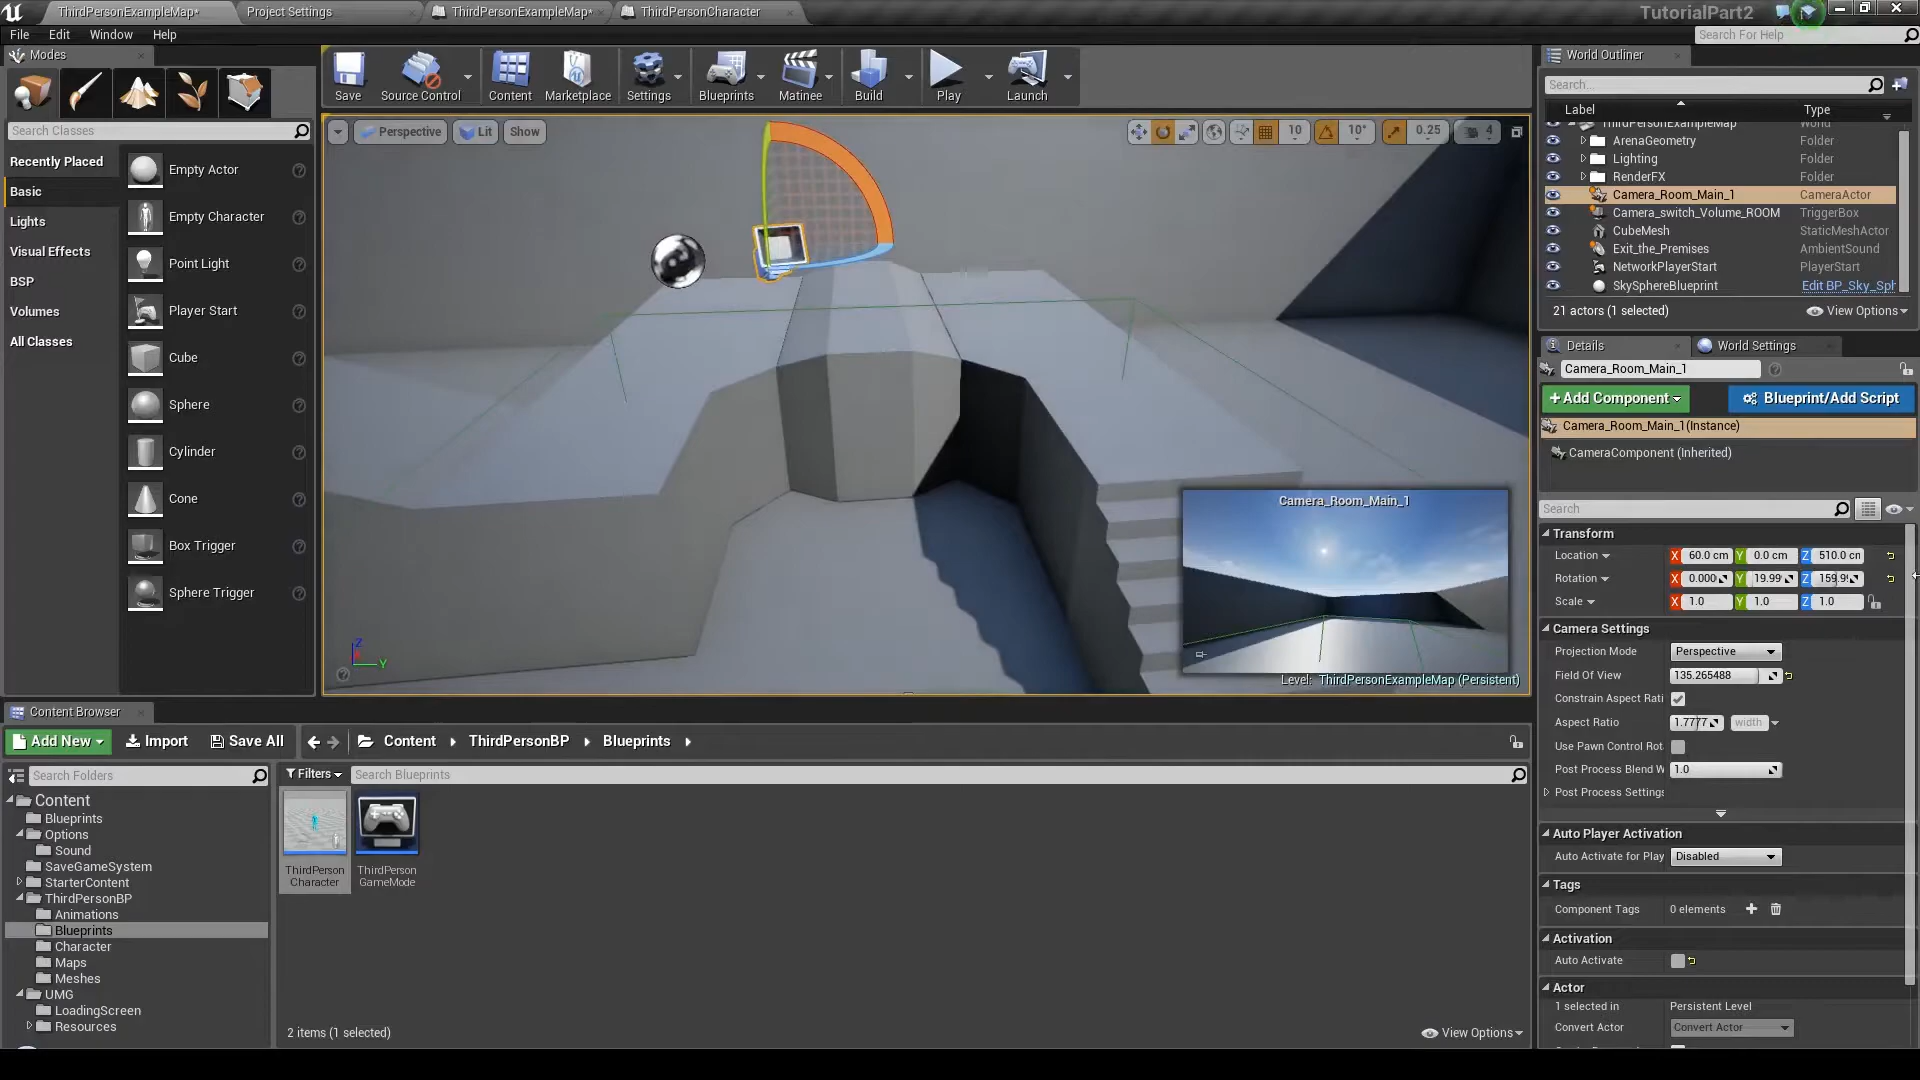 ThirdPersonExampleMap*
Project Settings
ThirdPersonExampleMap*
ThirdPersonCharacter
TutorialPart2
File
Edit
Window
Help
Search For Help
Modes
Search Classes
Recently Placed
Basic
Lights
Visual Effects
BSP
Volumes
All Classes
Empty Actor
Empty Character
Point Light
Player Start
Cube
Sphere
Cylinder
Cone
Box Trigger
Sphere Trigger
Save
Source Control
Content
Marketplace
Settings
Blueprints
Matinee
Build
Play
Launch
Perspective
Lit
Show
10
10°
0.25
4
Z
Y
Camera_Room_Main_1
Level: ThirdPersonExampleMap (Persistent)
World Outliner
Search...
Label
Type
ThirdPersonExampleMap
World
ArenaGeometry
Folder
Lighting
Folder
RenderFX
Folder
Camera_Room_Main_1
CameraActor
Camera_switch_Volume_ROOM
TriggerBox
CubeMesh
StaticMeshActor
Exit_the_Premises
AmbientSound
NetworkPlayerStart
PlayerStart
SkySphereBlueprint
Edit BP_Sky_Sph
21 actors (1 selected)
View Options
Details
World Settings
Camera_Room_Main_1
+Add Component
Blueprint/Add Script
Camera_Room_Main_1(Instance)
CameraComponent (Inherited)
Search
Transform
Location
X 60.0 cm Y 0.0 cm Z 510.0 cm
Rotation
X 0.000 Y 19.99 Z 159.9
Scale
X 1.0 Y 1.0 Z 1.0
Camera Settings
Projection Mode
Perspective
Field Of View
135.265488
Constrain Aspect Rati
Aspect Ratio
1.7777
width
Use Pawn Control Rot
Post Process Blend W
1.0
Post Process Settings
Auto Player Activation
Auto Activate for Play
Disabled
Tags
Component Tags
0 elements
Activation
Auto Activate
Actor
1 selected in
Persistent Level
Convert Actor
Convert Actor
Content Browser
Add New
Import
Save All
Content
ThirdPersonBP
Blueprints
Search Folders
Filters
Search Blueprints
Content
Blueprints
Options
Sound
SaveGameSystem
StarterContent
ThirdPersonBP
Animations
Blueprints
Character
Maps
Meshes
UMG
LoadingScreen
Resources
ThirdPerson
Character
ThirdPerson
GameMode
2 items (1 selected)
View Options